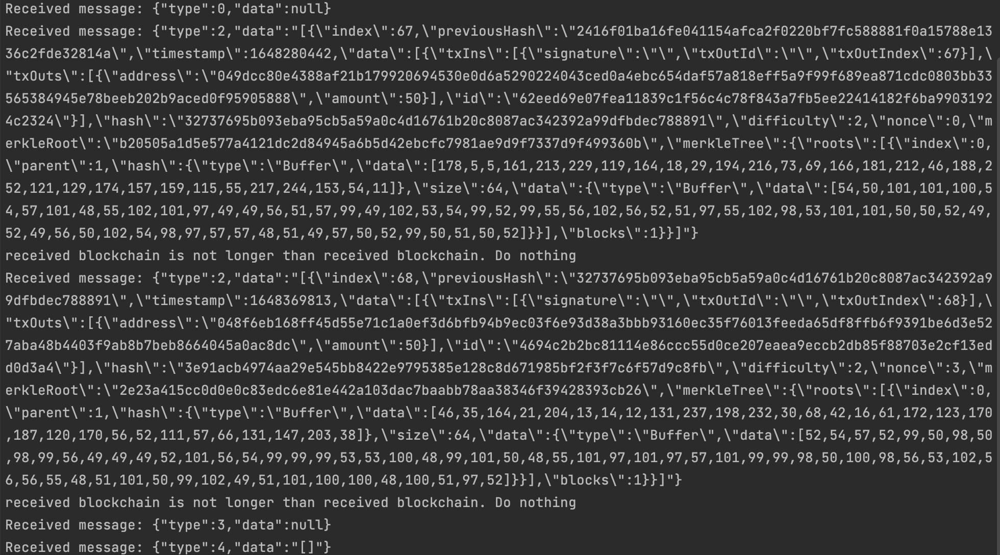 Received message: {"type":0,"data":null}
Received message: {"type":2,"data":"[{\"index\":67,\"previousHash\":\"2416f01ba16fe041154afca2f0220bf7fc588881f0a15788e13
36c2fde32814a\",\"timestamp\":1648280442,\"data\":[{\"txIns\":[{\"signature\":\"\",\"txOutId\":\"\",\"txOutIndex\":67}],\
"txOuts\":[{\"address\":\"049dcc80e4388af21b179920694530e0d6a5290224043ced0a4ebc654daf57a818eff5a9f99f689ea871cdc0803bb33
565384945e78beeb202b9aced0f95905888\",\"amount\":50}],\"id\":\"62eed69e07fea11839c1f56c4c78f843a7fb5ee22414182f6ba9903192
4c2324\"}],\"hash\":\"32737695b093eba95cb5a59a0c4d16761b20c8087ac342392a99dfbdec788891\",\"difficulty\":2,\"nonce\":0,\"m
erkleRoot\":\"b20505a1d5e577a4121dc2d84945a6b5d42ebcfc7981ae9d9f7337d9f499360b\",\"merkleTree\":{\"roots\":[{\"index\":0,
\"parent\":1,\"hash\":{\"type\":\"Buffer\",\"data\":[178,5,5,161,213,229,119,164,18,29,194,216,73,69,166,181,212,46,188,2
52,121,129,174,157,159,115,55,217,244,153,54,11]},\"size\":64,\"data\":{\"type\":\"Buffer\",\"data\":[54,50,101,101,100,5
4,57,101,48,55,102,101,97,49,49,56,51,57,99,49,102,53,54,99,52,99,55,56,102,56,52,51,97,55,102,98,53,101,101,50,50,52,49,
52,49,56,50,102,54,98,97,57,57,48,51,49,57,50,52,99,50,51,50,52]}}],\"blocks\":1}}]"}
received blockchain is not longer than received blockchain. Do nothing
Received message: {"type":2,"data":"[{\"index\":68,\"previousHash\":\"32737695b093eba95cb5a59a0c4d16761b20c8087ac342392a9
9dfbdec788891\",\"timestamp\":1648369813,\"data\":[{\"txIns\":[{\"signature\":\"\",\"txOutId\":\"\",\"txOutIndex\":68}],\
"txOuts\":[{\"address\":\"048f6eb168ff45d55e71c1a0ef3d6bfb94b9ec03f6e93d38a3bbb93160ec35f76013feeda65df8ffb6f9391be6d3e52
7aba48b4403f9ab8b7beb8664045a0ac8dc\",\"amount\":50}],\"id\":\"4694c2b2bc81114e86ccc55d0ce207eaea9eccb2db85f88703e2cf13ed
d0d3a4\"}],\"hash\":\"3e91acb4974aa29e545bb8422e9795385e128c8d671985bf2f3f7c6f57d9c8fb\",\"difficulty\":2,\"nonce\":3,\"m
erkleRoot\":\"2e23a415cc0d0e0c83edc6e81e442a103dac7baabb78aa38346f39428393cb26\",\"merkleTree\":{\"roots\":[{\"index\":0,
\"parent\":1,\"hash\":{\"type\":\"Buffer\",\"data\":[46,35,164,21,204,13,14,12,131,237,198,232,30,68,42,16,61,172,123,170
,187,120,170,56,52,111,57,66,131,147,203,38]},\"size\":64,\"data\":{\"type\":\"Buffer\",\"data\":[52,54,57,52,99,50,98,50
,98,99,56,49,49,49,52,101,56,54,99,99,99,53,53,100,48,99,101,50,48,55,101,97,101,97,57,101,99,99,98,50,100,98,56,53,102,5
6,56,55,48,51,101,50,99,102,49,51,101,100,100,48,100,51,97,52]}}],\"blocks\":1}}]"}
received blockchain is not longer than received blockchain. Do nothing
Received message: {"type":3,"data":null}
Received message: {"type":4,"data":"[]"}